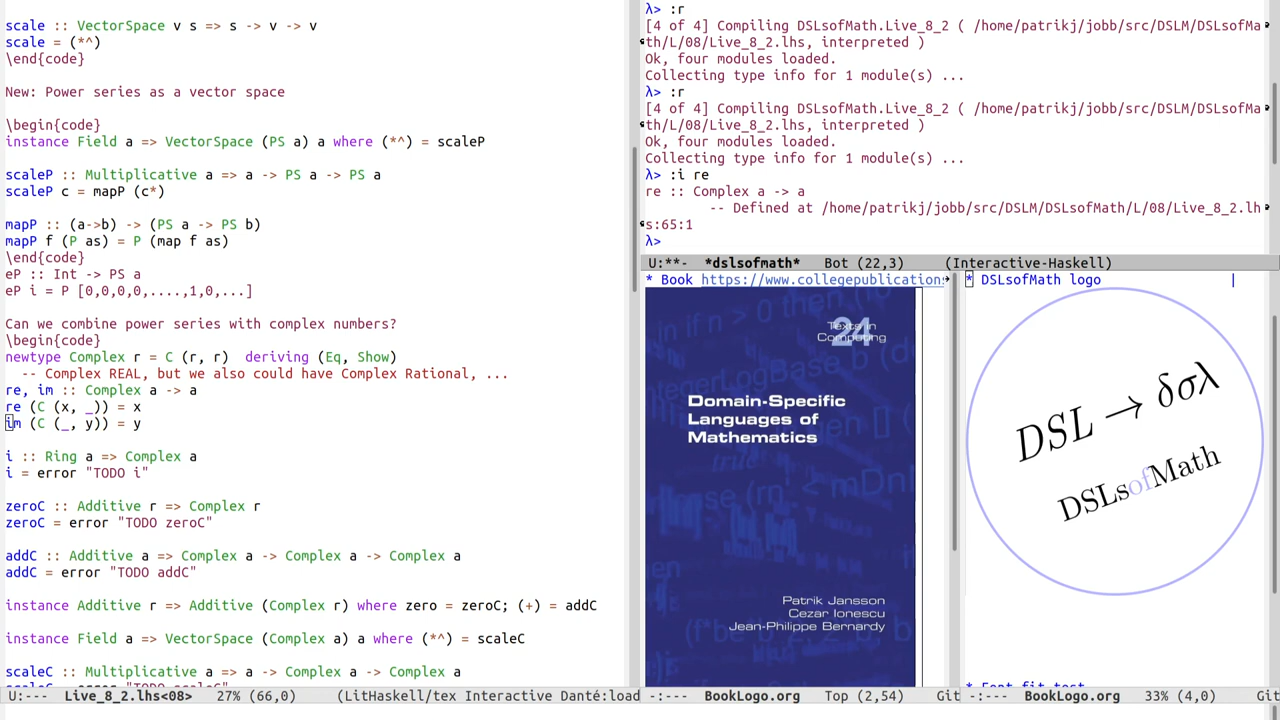 scale :: VectorSpace v s => s -> v -> v
scale = (*^)
\end{code}
New: Power series as a vector space
\begin{code}
instance Field a => VectorSpace (PS a) a where (*^) = scaleP
scaleP :: Multiplicative a => a -> PS a -> PS a
scaleP c = mapP (c*)
mapP :: (a->b) -> (PS a -> PS b)
mapP f (P as) = P (map f as)
\end{code}
eP :: Int -> PS a
eP i = P [0,0,0,0,....,1,0,...]
Can we combine power series with complex numbers?
\begin{code}
newtype Complex r = C (r, r)  deriving (Eq, Show)
-- Complex REAL, but we also could have Complex Rational, ...
re, im :: Complex a -> a
re (C (x, _)) = x
im (C (_, y)) = y
i :: Ring a => Complex a
i = error "TODO i"
zeroC :: Additive r => Complex r
zeroC = error "TODO zeroC"
addC :: Additive a => Complex a -> Complex a -> Complex a
addC = error "TODO addC"
instance Additive r => Additive (Complex r) where zero = zeroC; (+) = addC
instance Field a => VectorSpace (Complex a) a where (*^) = scaleC
scaleC :: Multiplicative a => a -> Complex a -> Complex a
U:---  Live_8_2.lhs<08>  27% (66,0)  (LitHaskell/tex Interactive Danté:load
λ> :r
[4 of 4] Compiling DSLsofMath.Live_8_2 ( /home/patrikj/jobb/src/DSLM/DSLsofMa
th/L/08/Live_8_2.lhs, interpreted )
Ok, four modules loaded.
Collecting type info for 1 module(s) ...
λ> :r
[4 of 4] Compiling DSLsofMath.Live_8_2 ( /home/patrikj/jobb/src/DSLM/DSLsofMa
th/L/08/Live_8_2.lhs, interpreted )
Ok, four modules loaded.
Collecting type info for 1 module(s) ...
λ> :i re
re :: Complex a -> a
-- Defined at /home/patrikj/jobb/src/DSLM/DSLsofMath/L/08/Live_8_2.lh
s:65:1
λ>
U:**-  *dslsofmath*  Bot (22,3)  (Interactive-Haskell)
* Book https://www.collegepublications
Texts in
Computing
24
Domain-Specific
Languages of
Mathematics
Patrik Jansson
Cezar Ionescu
Jean-Philippe Bernardy
-:---  BookLogo.org  Top (2,54)  Git
* DSLsofMath logo |
DSL → δσλ
DSLsofMath
* Font fit test
-:---  BookLogo.org  33% (4,0)  Git